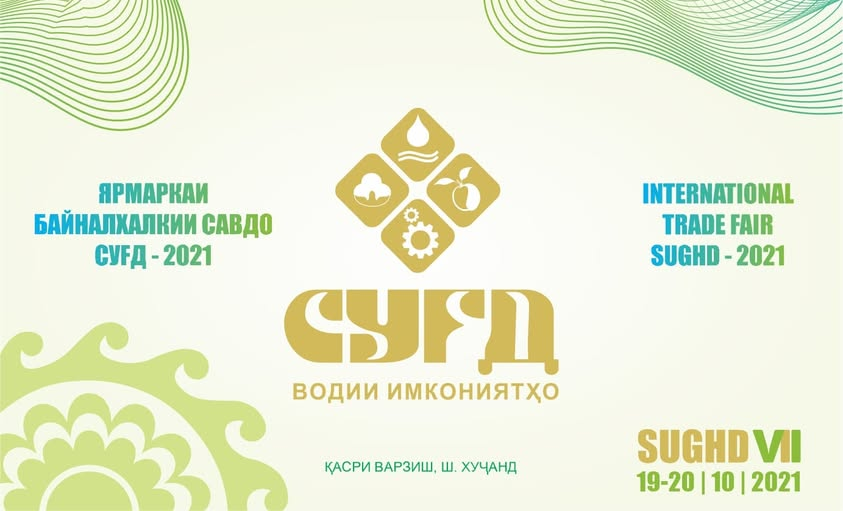 ЯРМАРКАИ
БАЙНАЛХАЛКИИ САВДО
СУҒД - 2021
INTERNATIONAL
TRADE FAIR
SUGHD - 2021
СУҒД
ВОДИИ ИМКОНИЯТҲО
ҚАСРИ ВАРЗИШ, Ш. ХУҶАНД
SUGHD VII
19-20 | 10 | 2021